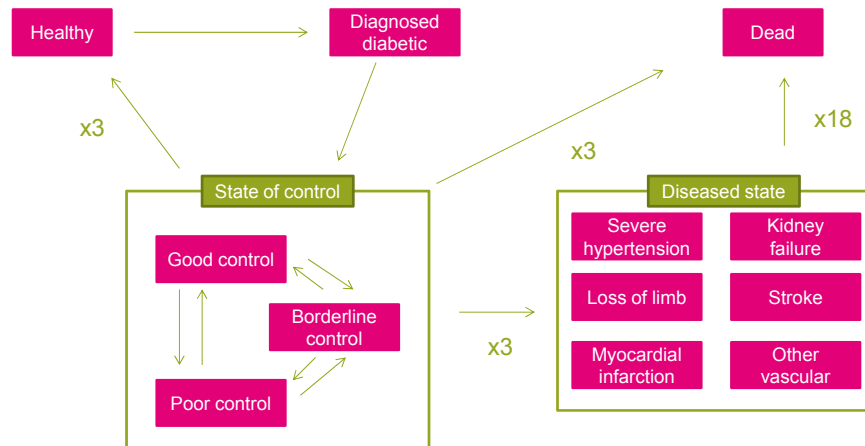 Healthy
Diagnosed
diabetic
Dead
x3
x3
x18
State of control
Diseased state
Good control
Borderline
control
Poor control
x3
Severe
hypertension
Kidney
failure
Loss of limb
Stroke
Myocardial
infarction
Other
vascular